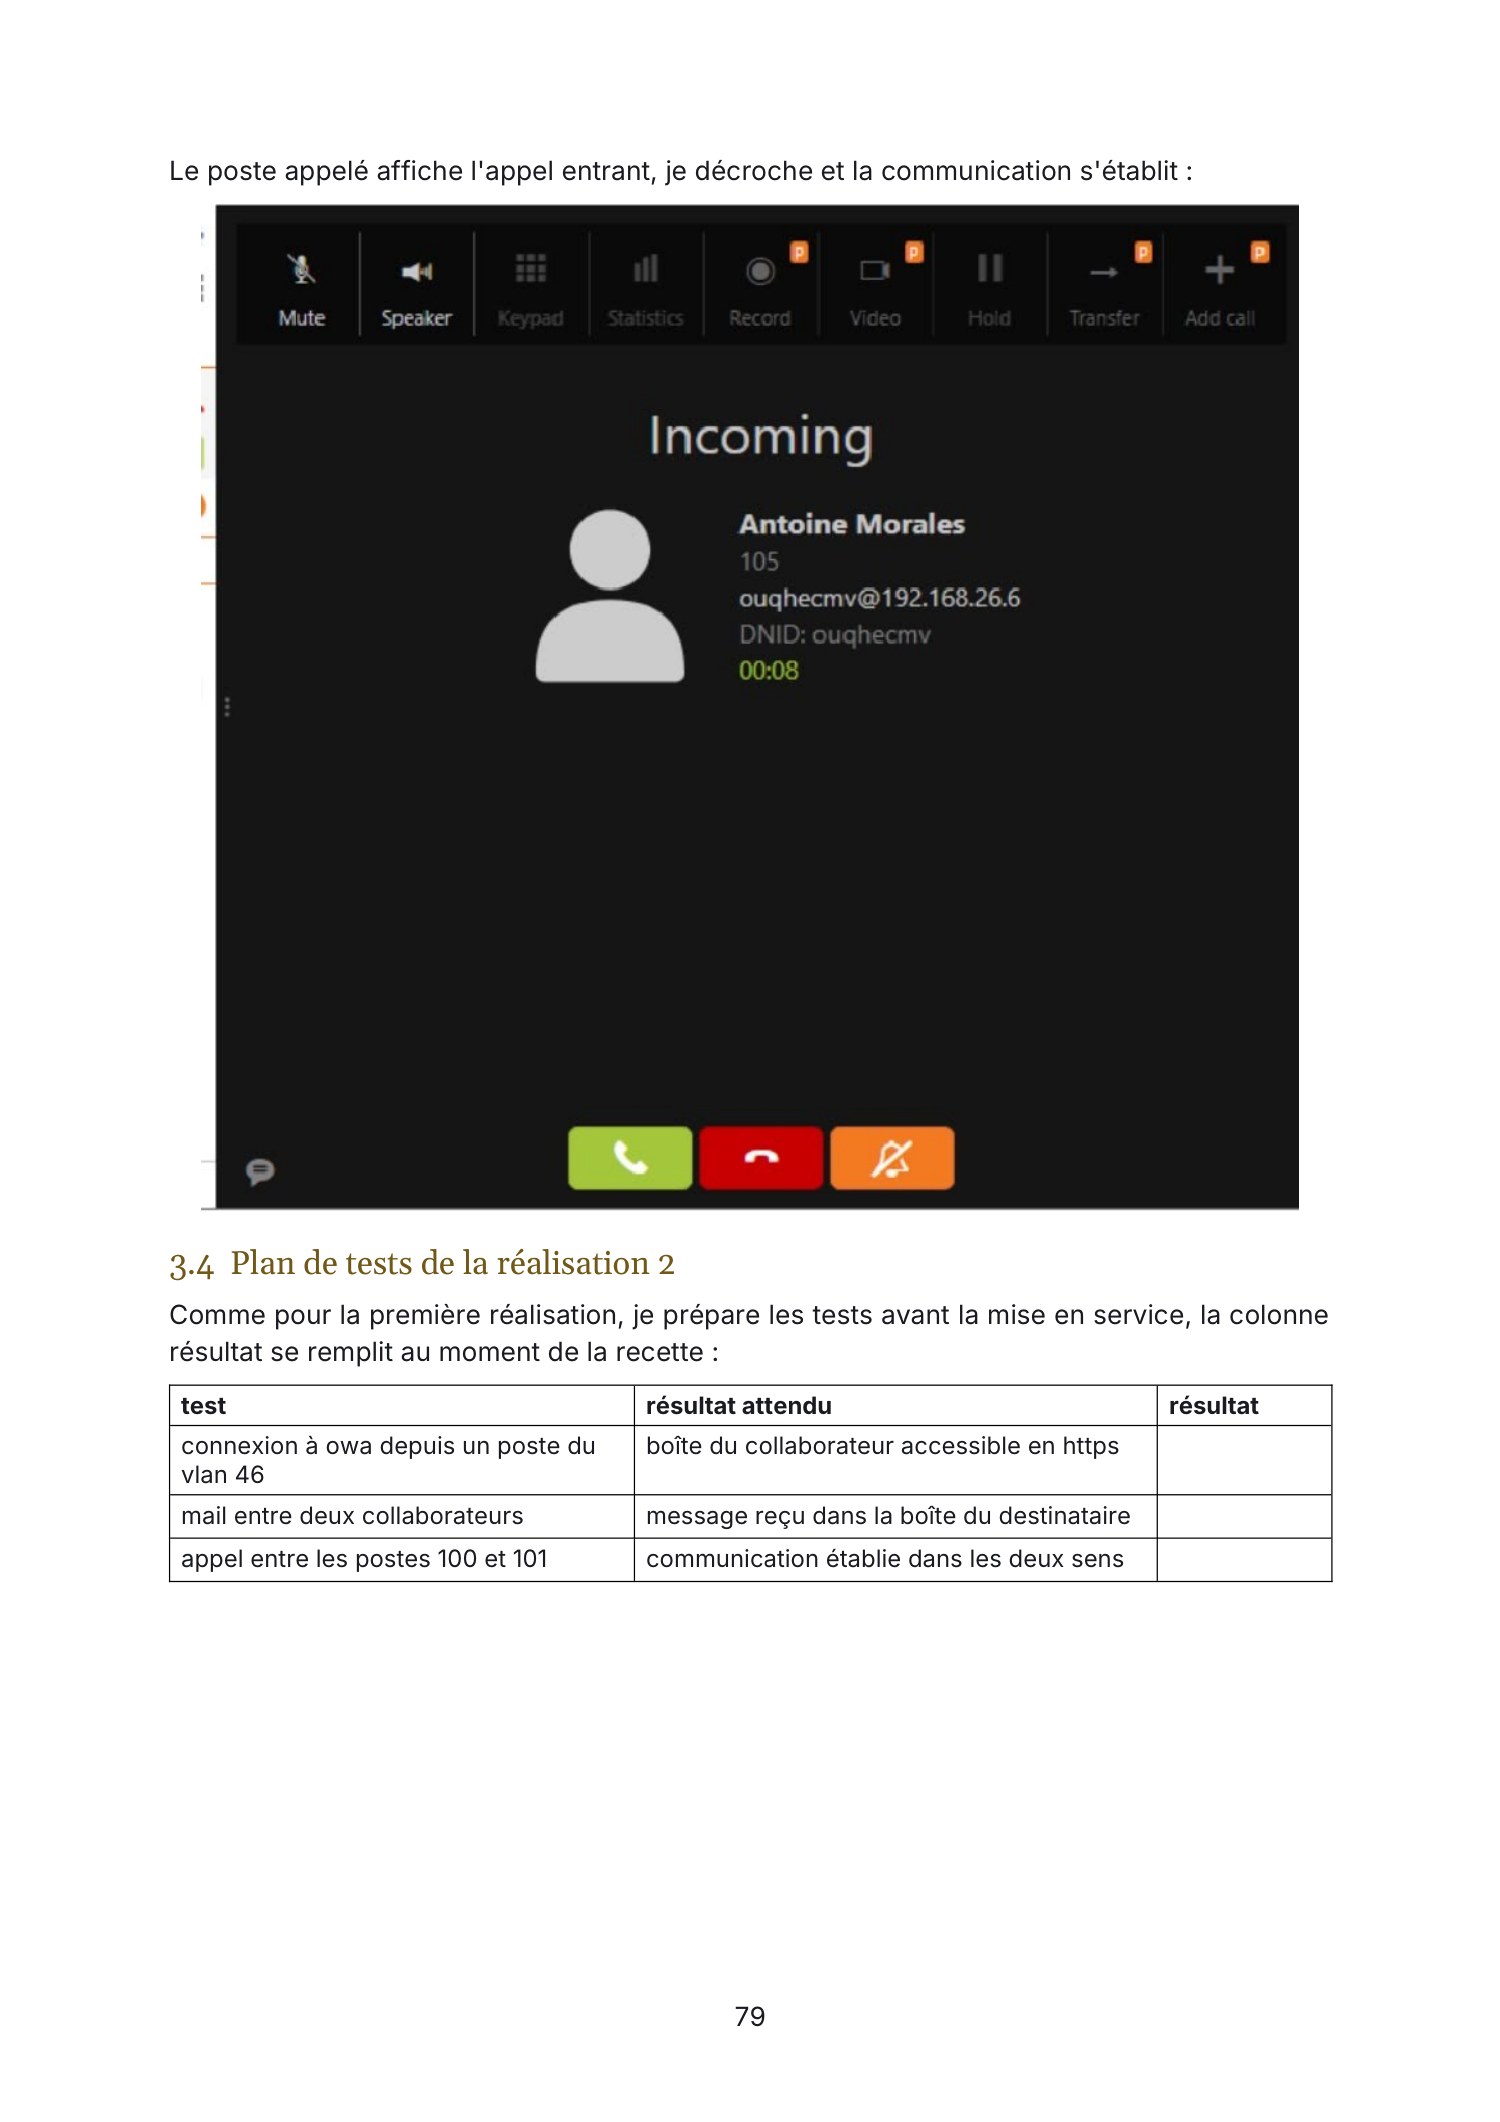 Le poste appelé affiche l'appel entrant, je décroche et la communication s'établit :
Mute Speaker Keypad Statistics Record Video Hold Transfer Add call
Incoming
Antoine Morales
105
ouqhecmv@192.168.26.6
DNID: ouqhecmv
00:08
3.4 Plan de tests de la réalisation 2
Comme pour la première réalisation, je prépare les tests avant la mise en service, la colonne
résultat se remplit au moment de la recette :
test résultat attendu résultat
connexion à owa depuis un poste du boîte du collaborateur accessible en https
vlan 46
mail entre deux collaborateurs message reçu dans la boîte du destinataire
appel entre les postes 100 et 101 communication établie dans les deux sens
79